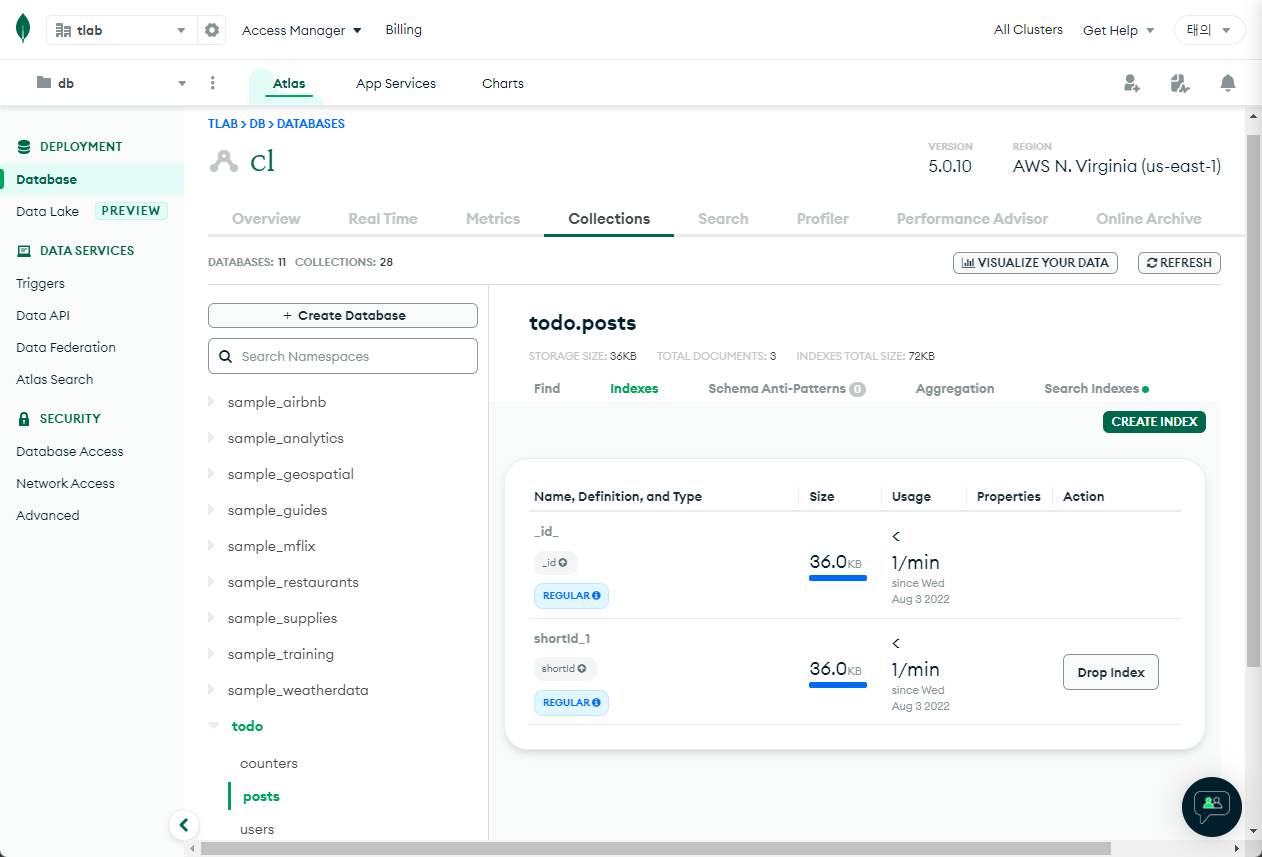 tlab
Access Manager
Billing
All Clusters
Get Help
태의
db
Atlas
App Services
Charts
DEPLOYMENT
Database
Data Lake PREVIEW
DATA SERVICES
Triggers
Data API
Data Federation
Atlas Search
SECURITY
Database Access
Network Access
Advanced
TLAB > DB > DATABASES
cl
VERSION
5.0.10
REGION
AWS N. Virginia (us-east-1)
Overview
Real Time
Metrics
Collections
Search
Profiler
Performance Advisor
Online Archive
DATABASES: 11 COLLECTIONS: 28
VISUALIZE YOUR DATA
REFRESH
+ Create Database
Search Namespaces
sample_airbnb
sample_analytics
sample_geospatial
sample_guides
sample_mflix
sample_restaurants
sample_supplies
sample_training
sample_weatherdata
todo
counters
posts
users
todo.posts
STORAGE SIZE: 36KB TOTAL DOCUMENTS: 3 INDEXES TOTAL SIZE: 72KB
Find
Indexes
Schema Anti-Patterns 0
Aggregation
Search Indexes
CREATE INDEX
Name, Definition, and Type
Size
Usage
Properties
Action
_id_
_id
REGULAR
36.0KB
<
1/min
since Wed
Aug 3 2022
shortId_1
shortId
REGULAR
36.0KB
<
1/min
since Wed
Aug 3 2022
Drop Index